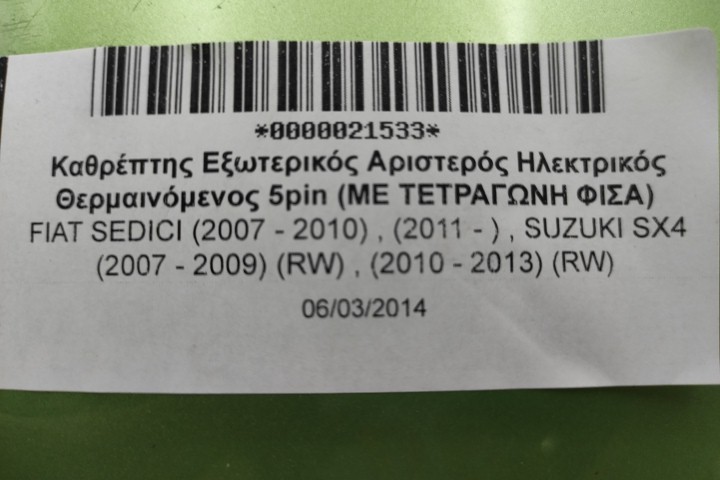 *0000021533*
Καθρέπτης Εξωτερικός Αριστερός Ηλεκτρικός
Θερμαινόμενος 5pin (ΜΕ ΤΕΤΡΑΓΩΝΗ ΦΙΣΑ)
FIAT SEDICI (2007 - 2010) , (2011 - ) , SUZUKI SX4
(2007 - 2009) (RW) , (2010 - 2013) (RW)
06/03/2014